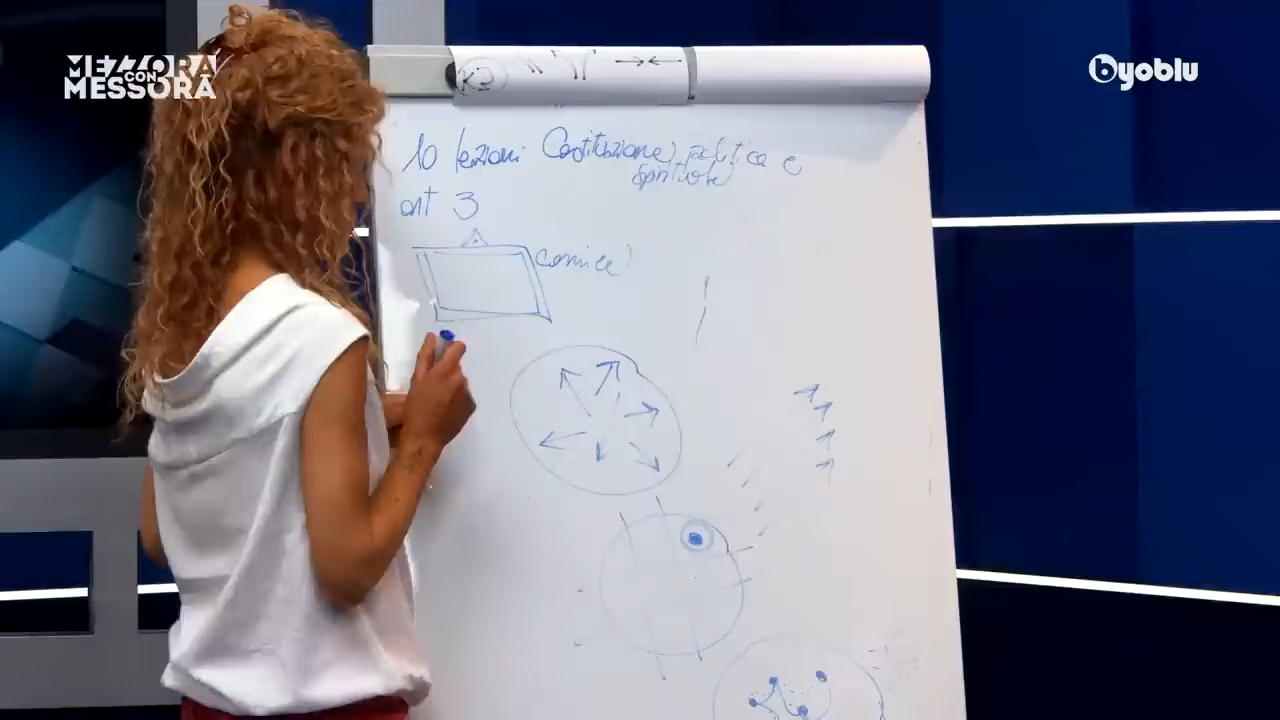 MEZZORA
CON
MESSORA
byoblu
10 lezioni Costituzione, politica e
spirituale
art 3
cornice